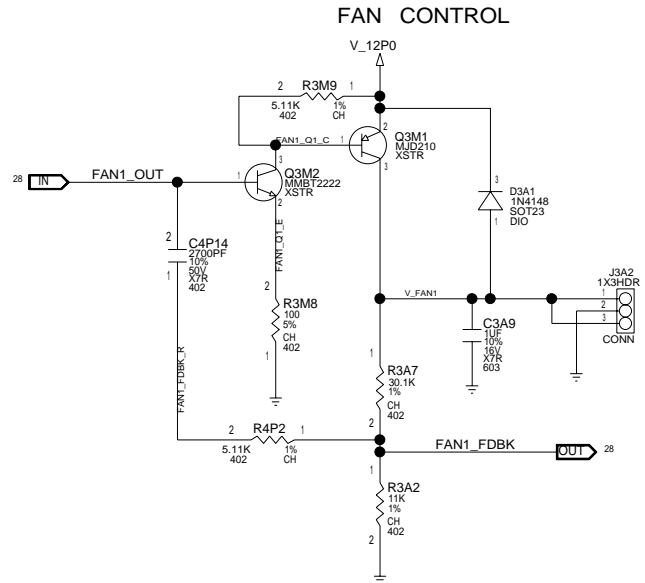 FAN CONTROL
V_12P0
2 R3M9 1
5.11K 1%
402 CH
FAN1_Q1_C
1
2
Q3M1
MJD210
XSTR
3
28 IN FAN1_OUT
1
3
Q3M2
MMBT2222
XSTR
2
FAN1_Q1_E
3
D3A1
1N4148
SOT23
DIO
1
2
C4P14
2700PF
10%
50V
X7R
402
1
FAN1_FDBK_R
2
R3M8
100
5%
CH
402
1
V_FAN1
C3A9
1UF
10%
16V
X7R
603
J3A2
1X3HDR
1
2
3
CONN
1
R3A7
30.1K
1%
CH
402
2
2 R4P2 1
5.11K 1%
402 CH
FAN1_FDBK OUT 28
1
R3A2
11K
1%
CH
402
2